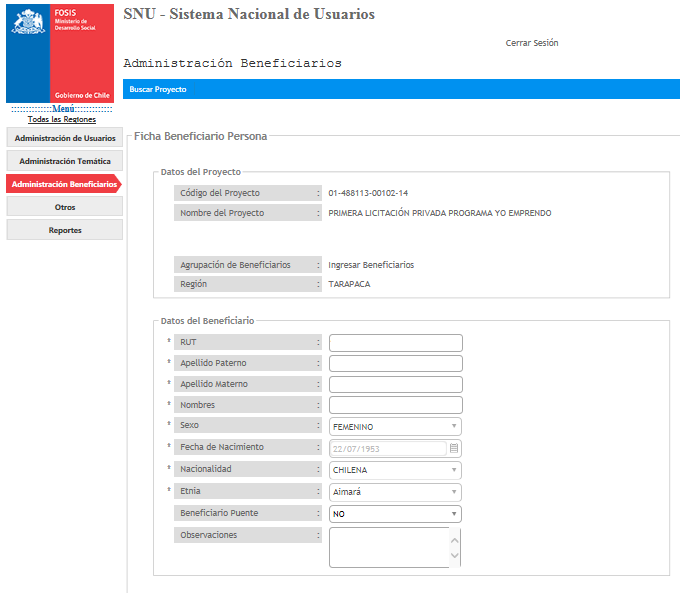 FOSIS
Ministerio de
Desarrollo Social
Gobierno de Chile
SNU - Sistema Nacional de Usuarios
Cerrar Sesión
Administración Beneficiarios
Buscar Proyecto
::::::::::::::Menú:::::::::::::
Todas las Regiones
Administración de Usuarios
Administración Temática
Administración Beneficiarios
Otros
Reportes
Ficha Beneficiario Persona
Datos del Proyecto
Código del Proyecto : 01-488113-00102-14
Nombre del Proyecto : PRIMERA LICITACIÓN PRIVADA PROGRAMA YO EMPRENDO
Agrupación de Beneficiarios : Ingresar Beneficiarios
Región : TARAPACA
Datos del Beneficiario
* RUT :
* Apellido Paterno :
* Apellido Materno :
* Nombres :
* Sexo : FEMENINO
* Fecha de Nacimiento : 22/07/1953
* Nacionalidad : CHILENA
* Etnia : Aimará
Beneficiario Puente : NO
Observaciones :